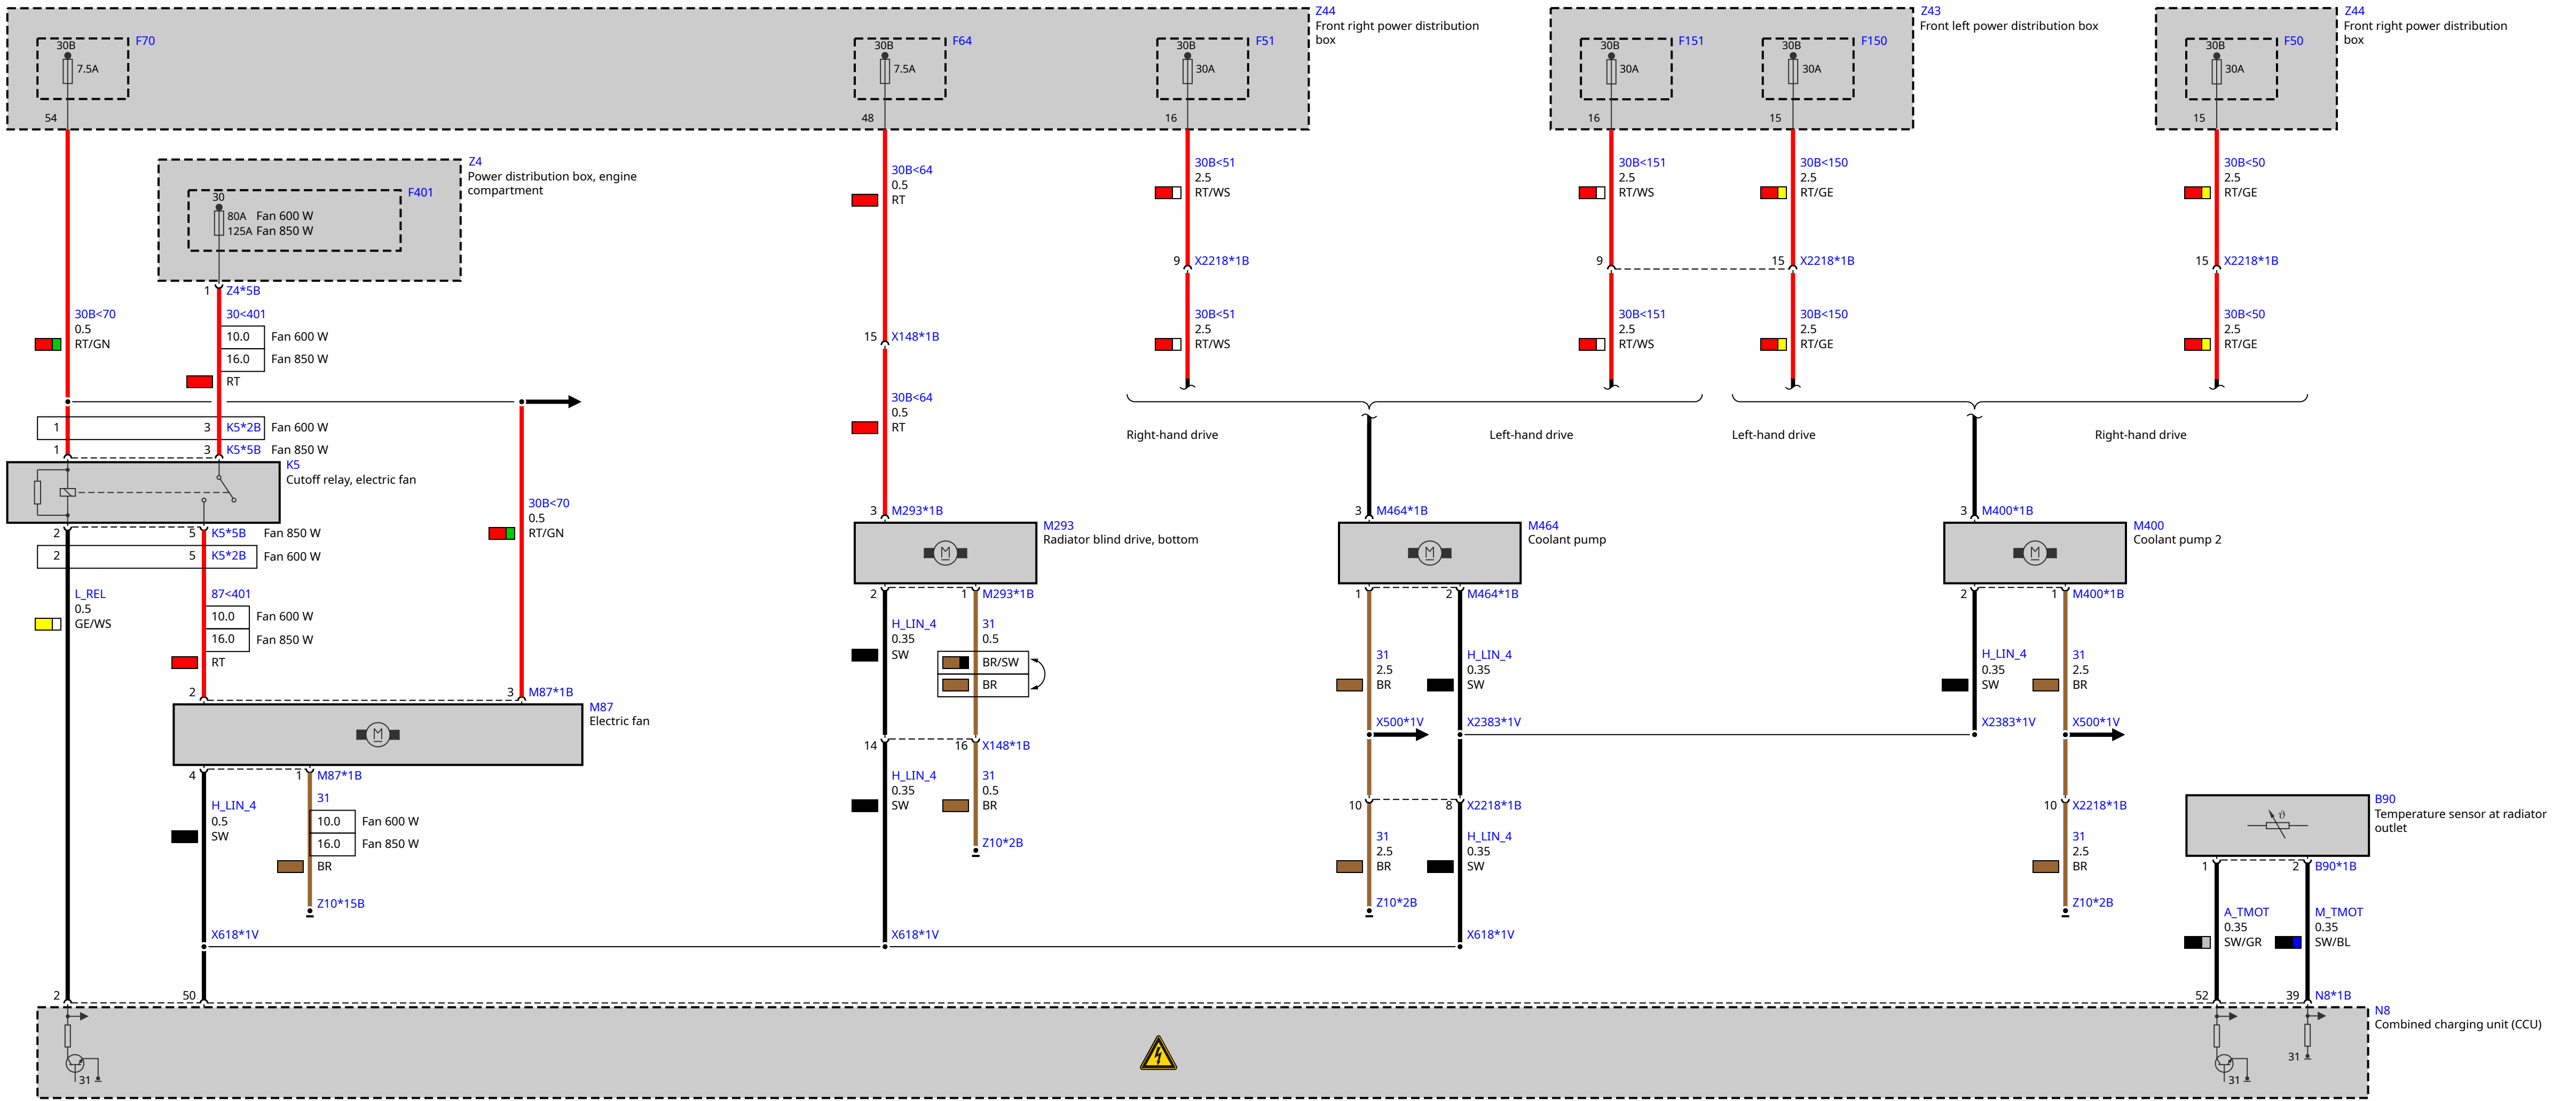 Z44
Front right power distribution
box
Z43
Front left power distribution box
Z44
Front right power distribution
box
30B
F70
7.5A
54
30B
F64
7.5A
48
30B
F51
30A
16
30B
F151
30A
16
30B
F150
30A
15
30B
F50
30A
15
Z4
Power distribution box, engine
compartment
30
F401
80A Fan 600 W
125A Fan 850 W
1 Z4*5B
30B<64
0.5
RT
30B<51
2.5
RT/WS
30B<151
2.5
RT/WS
30B<150
2.5
RT/GE
30B<50
2.5
RT/GE
9 X2218*1B
9
15 X2218*1B
15 X2218*1B
30B<70
0.5
RT/GN
30<401
10.0 Fan 600 W
16.0 Fan 850 W
RT
15 X148*1B
30B<51
2.5
RT/WS
30B<151
2.5
RT/WS
30B<150
2.5
RT/GE
30B<50
2.5
RT/GE
30B<64
0.5
RT
1 3 K5*2B Fan 600 W
1 3 K5*5B Fan 850 W
Right-hand drive
Left-hand drive
Left-hand drive
Right-hand drive
K5
Cutoff relay, electric fan
2 5 K5*5B Fan 850 W
2 5 K5*2B Fan 600 W
30B<70
0.5
RT/GN
3 M293*1B
3 M464*1B
3 M400*1B
M
M293
Radiator blind drive, bottom
M
M464
Coolant pump
M
M400
Coolant pump 2
L_REL
0.5
GE/WS
87<401
10.0 Fan 600 W
16.0 Fan 850 W
RT
2 1 M293*1B
1 2 M464*1B
2 1 M400*1B
H_LIN_4
0.35
SW
31
0.5
BR/SW
BR
31
2.5
BR
H_LIN_4
0.35
SW
H_LIN_4
0.35
SW
31
2.5
BR
2 3 M87*1B
M
M87
Electric fan
X500*1V
X2383*1V
X2383*1V
X500*1V
14 16 X148*1B
4 1 M87*1B
H_LIN_4
0.5
SW
31
10.0 Fan 600 W
16.0 Fan 850 W
BR
H_LIN_4
0.35
SW
31
0.5
BR
10 8 X2218*1B
10 X2218*1B
31
2.5
BR
H_LIN_4
0.35
SW
31
2.5
BR
B90
Temperature sensor at radiator
outlet
ϑ
1 2 B90*1B
Z10*15B
Z10*2B
Z10*2B
Z10*2B
A_TMOT
0.35
SW/GR
M_TMOT
0.35
SW/BL
X618*1V
X618*1V
X618*1V
2 50
52 39 N8*1B
N8
Combined charging unit (CCU)
31
31
31